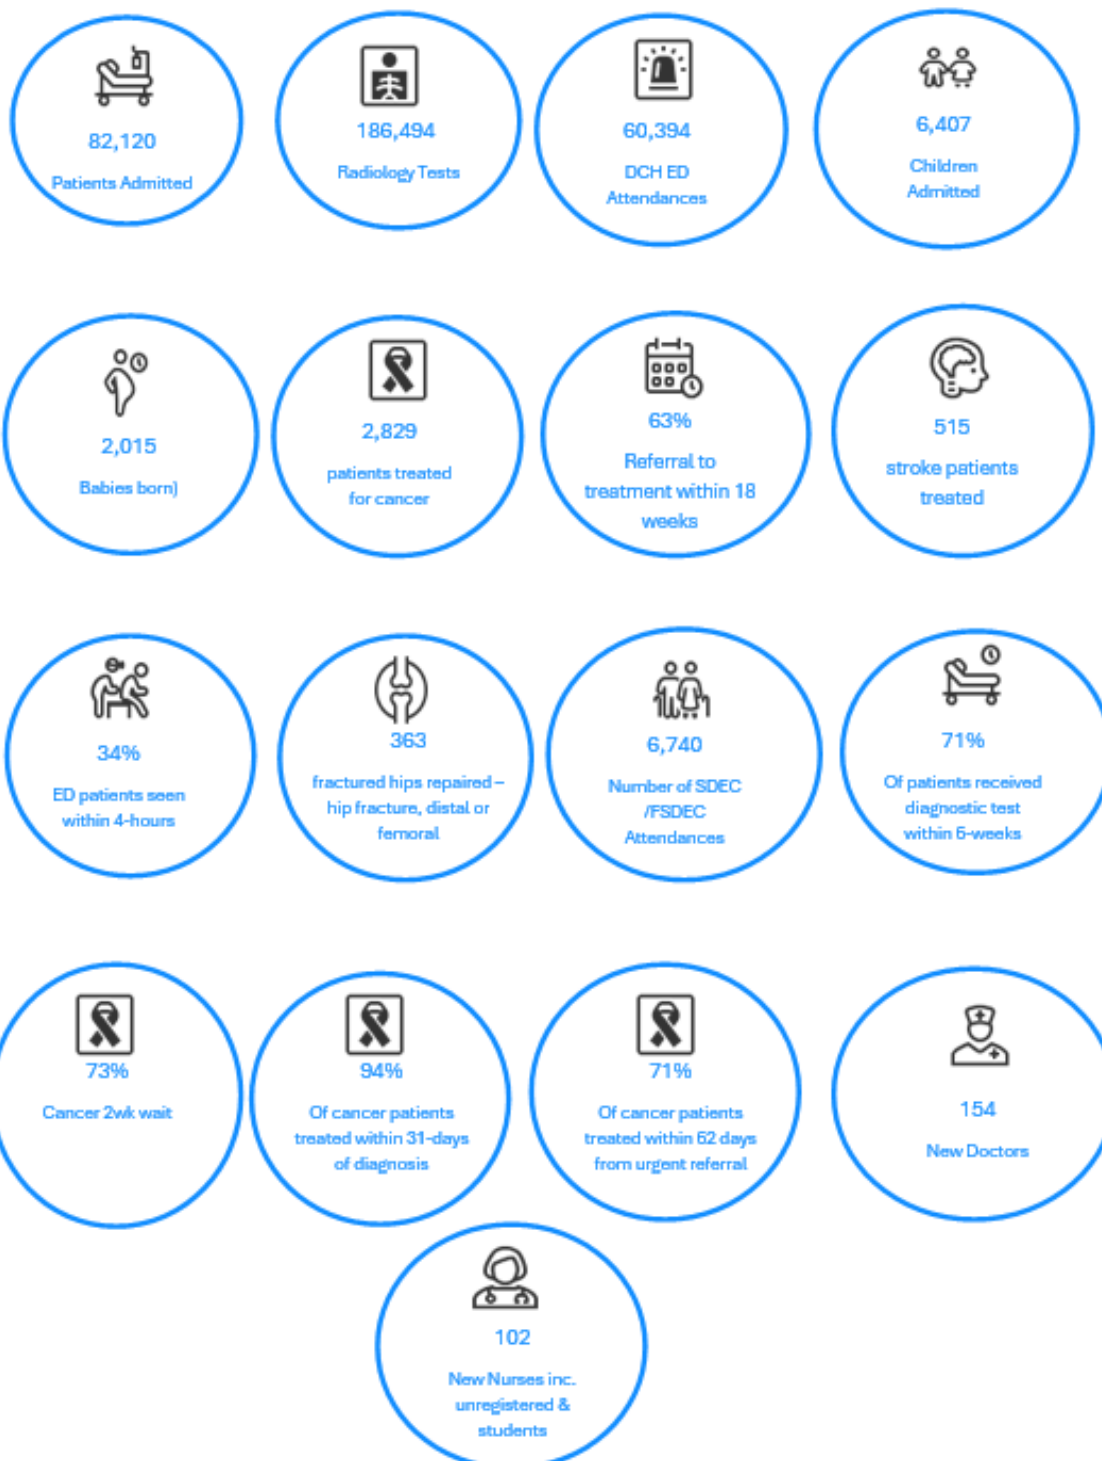 82,120
Patients Admitted
186,494
Radiology Tests
60,394
DCH ED
Attendances
6,407
Children
Admitted
2,015
Babies born)
2,829
patients treated
for cancer
63%
Referral to
treatment within 18
weeks
515
stroke patients
treated
34%
ED patients seen
within 4-hours
363
fractured hips repaired –
hip fracture, distal or
femoral
6,740
Number of SDEC
/FSDEC
Attendances
71%
Of patients received
diagnostic test
within 6-weeks
73%
Cancer 2wk wait
94%
Of cancer patients
treated within 31-days
of diagnosis
71%
Of cancer patients
treated within 62 days
from urgent referral
154
New Doctors
102
New Nurses inc.
unregistered &
students